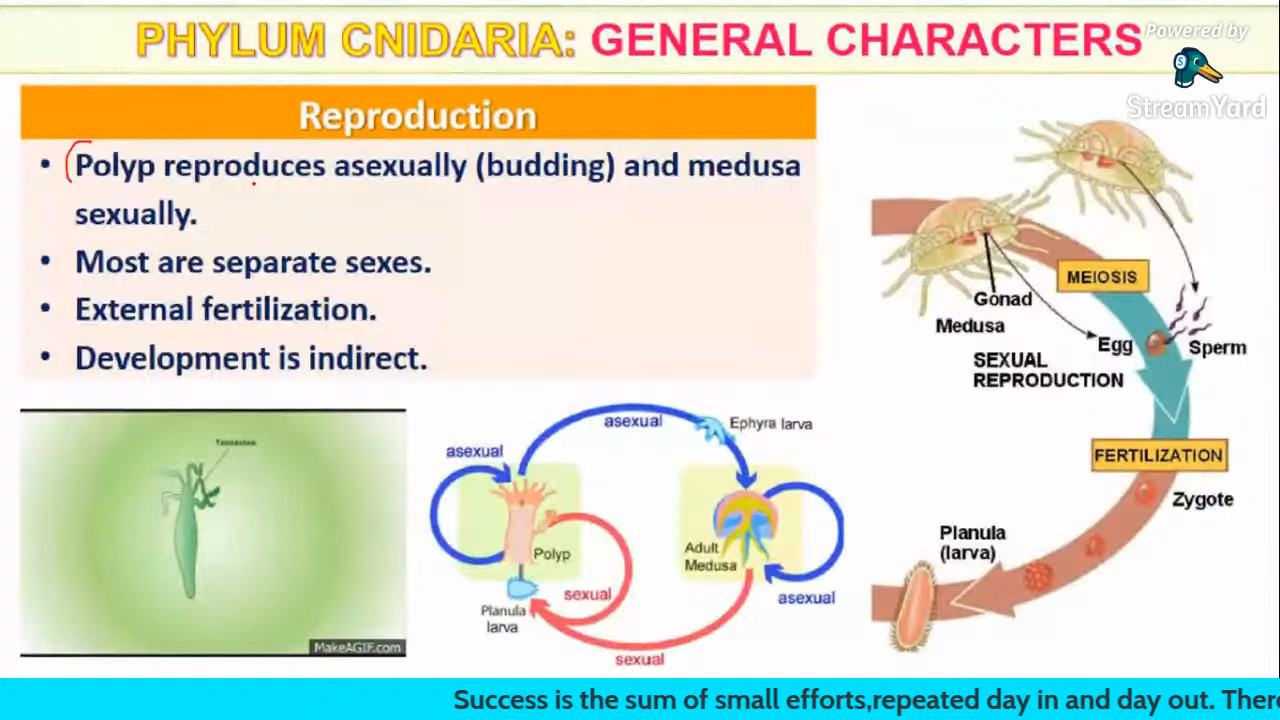 PHYLUM CNIDARIA: GENERAL CHARACTERS
Powered by
StreamYard
Reproduction
• Polyp reproduces asexually (budding) and medusa
sexually.
• Most are separate sexes.
• External fertilization.
• Development is indirect.
Tentacles
MakeAGIF.com
asexual
Ephyra larva
asexual
Polyp
Adult
Medusa
Planula
larva
sexual
asexual
sexual
MEIOSIS
Gonad
Medusa
Egg
Sperm
SEXUAL
REPRODUCTION
FERTILIZATION
Zygote
Planula
(larva)
Success is the sum of small efforts,repeated day in and day out. There